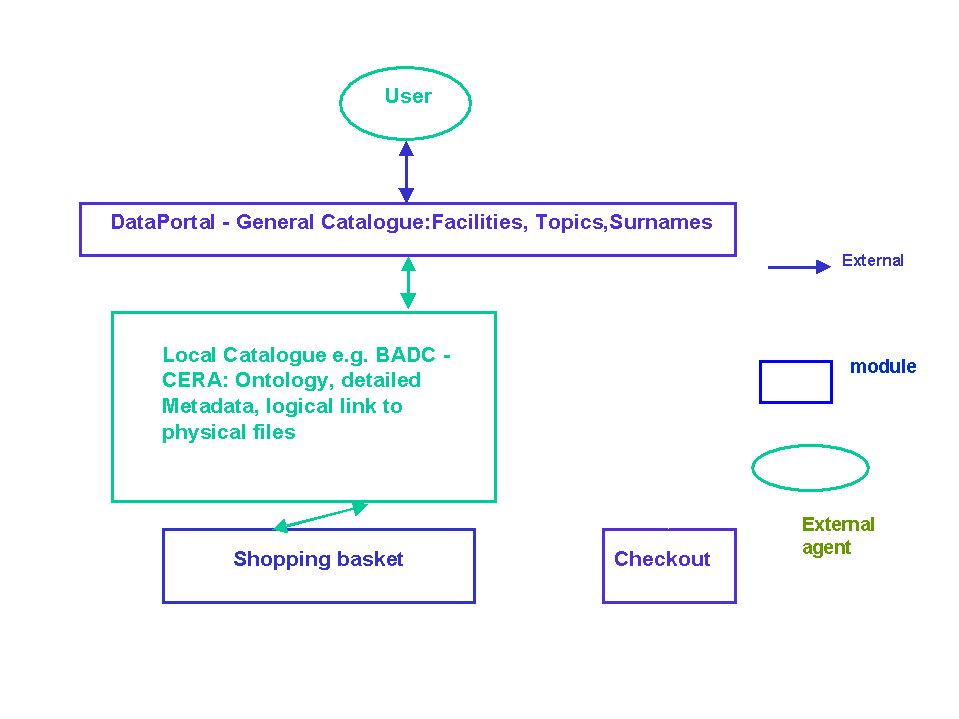 User
DataPortal - General Catalogue:Facilities, Topics,Surnames
External
Local Catalogue e.g. BADC -
CERA: Ontology, detailed
Metadata, logical link to
physical files
module
External
agent
Shopping basket
Checkout